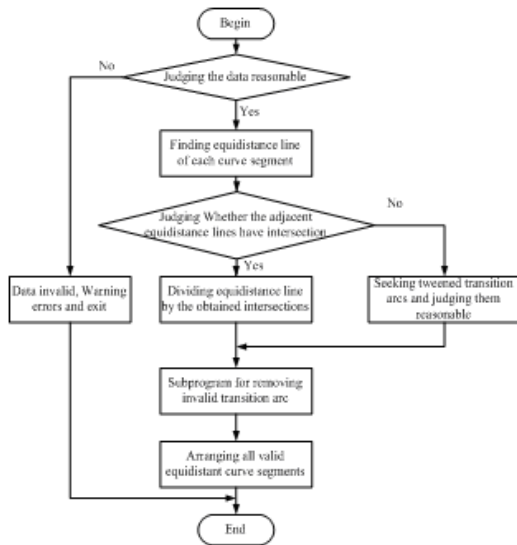 Begin
No
Judging the data reasonable
Yes
Finding equidistance line
of each curve segment
Judging Whether the adjacent
equidistance lines have intersection
No
Yes
Data invalid, Warning
errors and exit
Dividing equidistance line
by the obtained intersections
Seeking tweened transition
arcs and judging them
reasonable
Subprogram for removing
invalid transition arc
Arranging all valid
equidistant curve segments
End